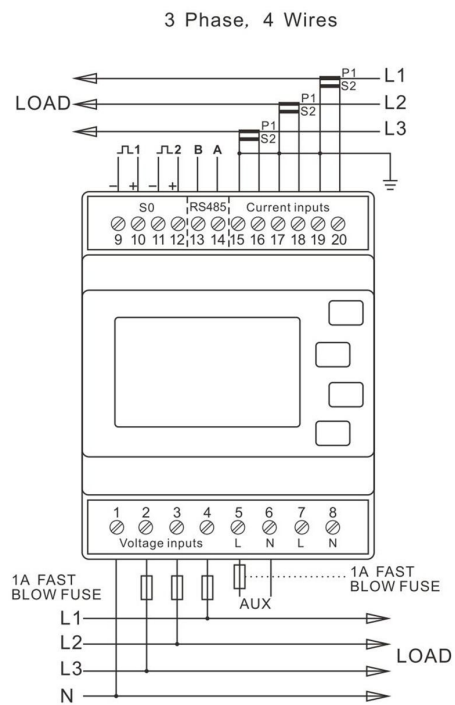 3 Phase, 4 Wires
P1 L1
S2
LOAD P1 L2
S2
P1 L3
S2
1 2 B A
- + - +
S0 RS485 Current inputs
9 10 11 12 13 14 15 16 17 18 19 20
1 2 3 4 5 6 7 8
Voltage inputs L N L N
1A FAST
BLOW FUSE
1A FAST
BLOW FUSE
AUX
L1
L2
LOAD
L3
N